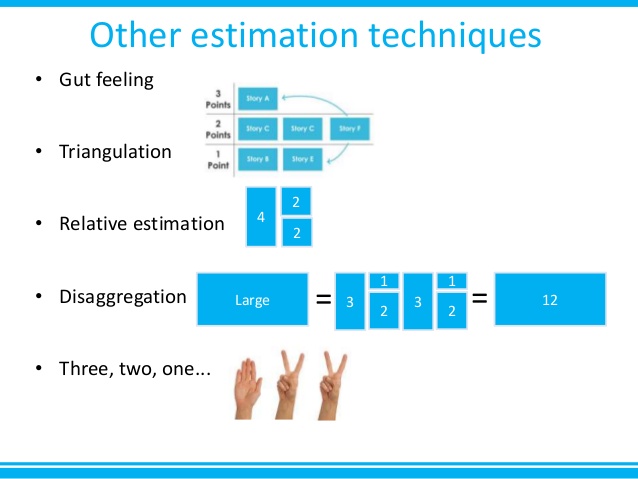 Other estimation techniques
• Gut feeling
3 Points Story A
2 Points Story C Story C Story F
1 Point Story B Story E
• Triangulation
• Relative estimation
4 2
2
• Disaggregation
Large = 3 1 2 3 1 2 = 12
• Three, two, one...